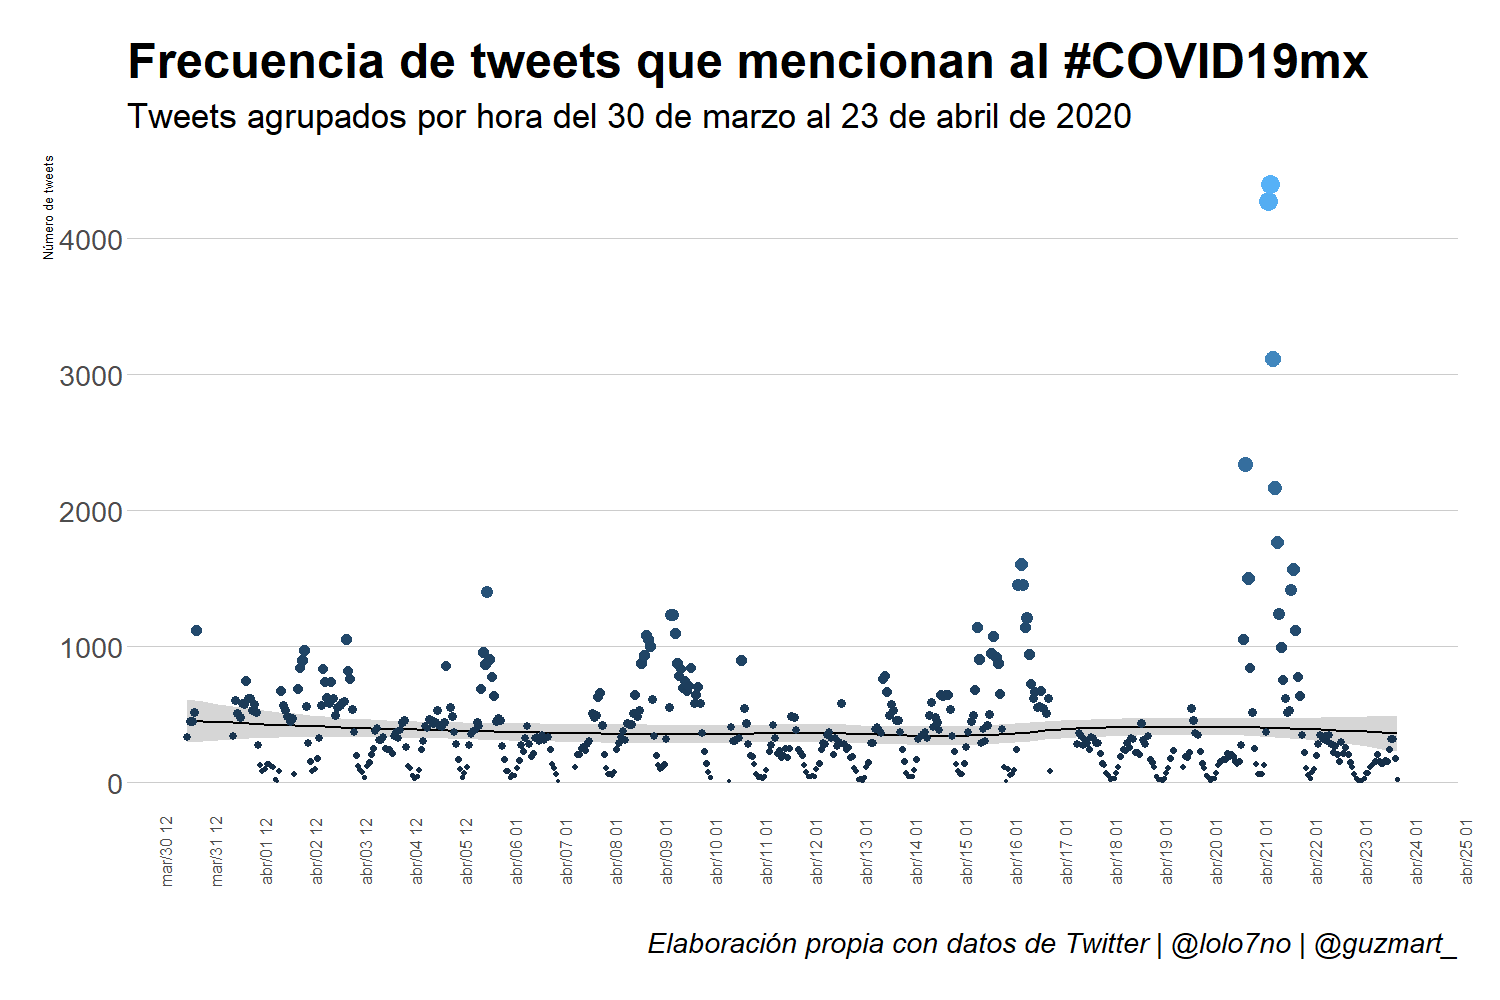 Frecuencia de tweets que mencionan al #COVID19mx
Tweets agrupados por hora del 30 de marzo al 23 de abril de 2020
Número de tweets
4000
3000
2000
1000
0
mar/30 12
mar/31 12
abr/01 12
abr/02 12
abr/03 12
abr/04 12
abr/05 12
abr/06 01
abr/07 01
abr/08 01
abr/09 01
abr/10 01
abr/11 01
abr/12 01
abr/13 01
abr/14 01
abr/15 01
abr/16 01
abr/17 01
abr/18 01
abr/19 01
abr/20 01
abr/21 01
abr/22 01
abr/23 01
abr/24 01
abr/25 01
Elaboración propia con datos de Twitter | @lolo7no | @guzmart_